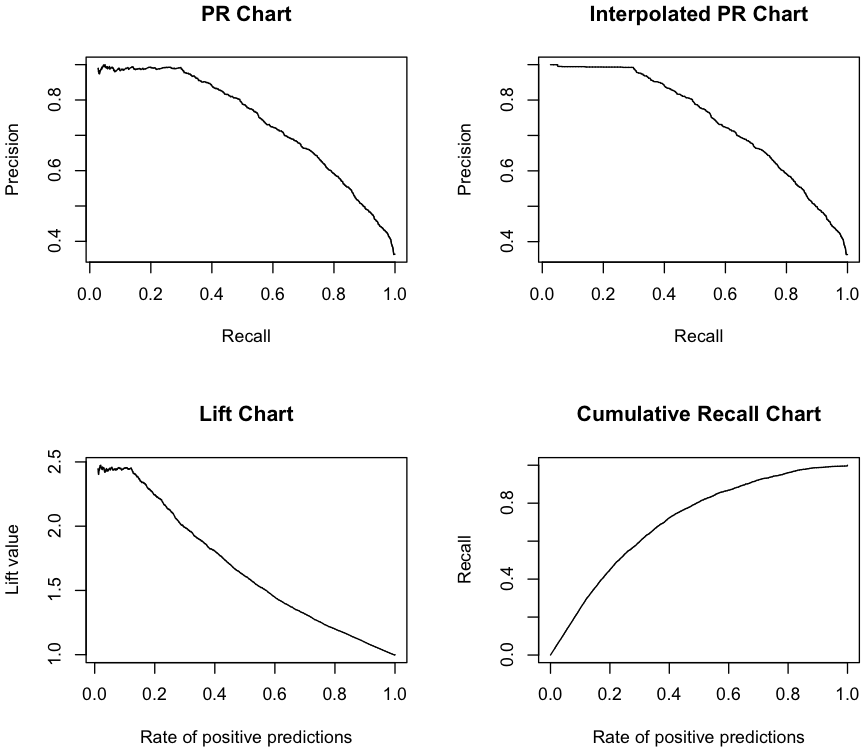 PR Chart
Precision
0.4 0.6 0.8
0.0 0.2 0.4 0.6 0.8 1.0
Recall
Interpolated PR Chart
Precision
0.4 0.6 0.8
0.0 0.2 0.4 0.6 0.8 1.0
Recall
Lift Chart
Lift value
1.0 1.5 2.0 2.5
0.0 0.2 0.4 0.6 0.8 1.0
Rate of positive predictions
Cumulative Recall Chart
Recall
0.0 0.4 0.8
0.0 0.2 0.4 0.6 0.8 1.0
Rate of positive predictions